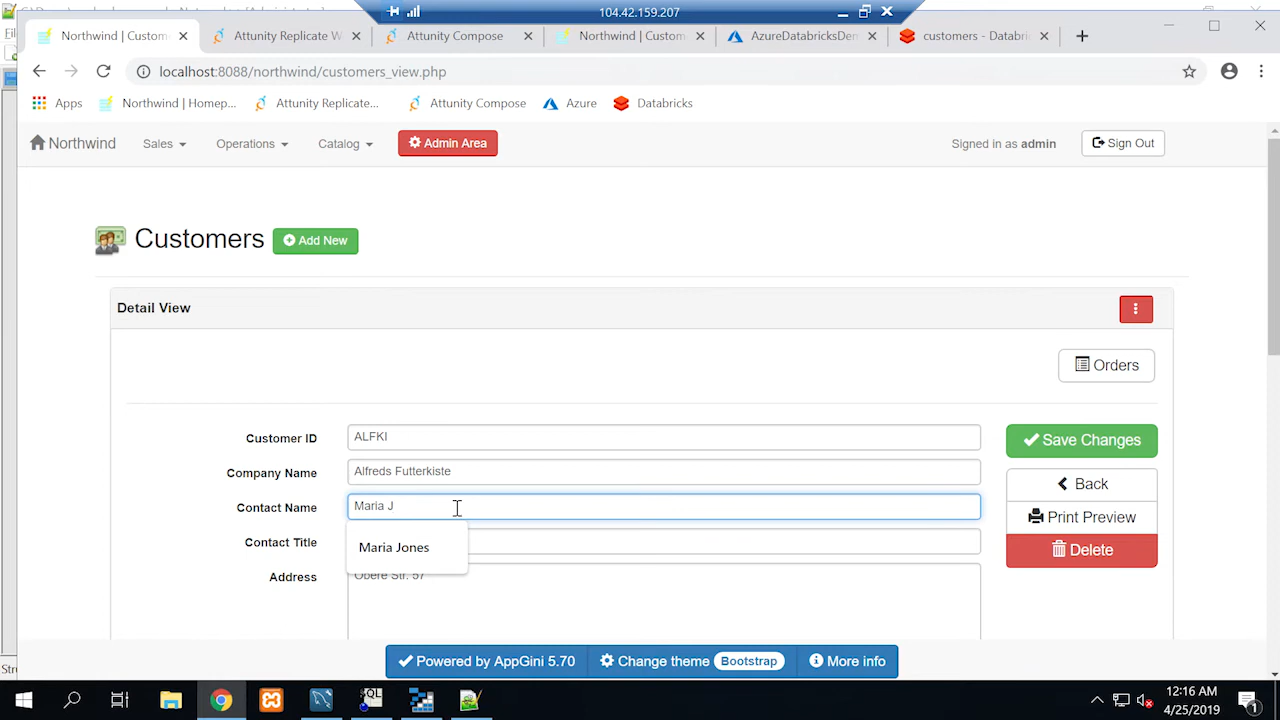 104.42.159.207
Northwind | Custom
Attunity Replicate W
Attunity Compose
Northwind | Custom
AzureDatabricksDem
customers - Databri
localhost:8088/northwind/customers_view.php
Apps
Northwind | Homep...
Attunity Replicate...
Attunity Compose
Azure
Databricks
Northwind
Sales
Operations
Catalog
Admin Area
Signed in as admin
Sign Out
Customers
Add New
Detail View
Orders
Customer ID
ALFKI
Save Changes
Company Name
Alfreds Futterkiste
Back
Contact Name
Maria J
Print Preview
Contact Title
Maria Jones
Delete
Address
Obere Str. 57
Powered by AppGini 5.70
Change theme Bootstrap
More info
12:16 AM
4/25/2019